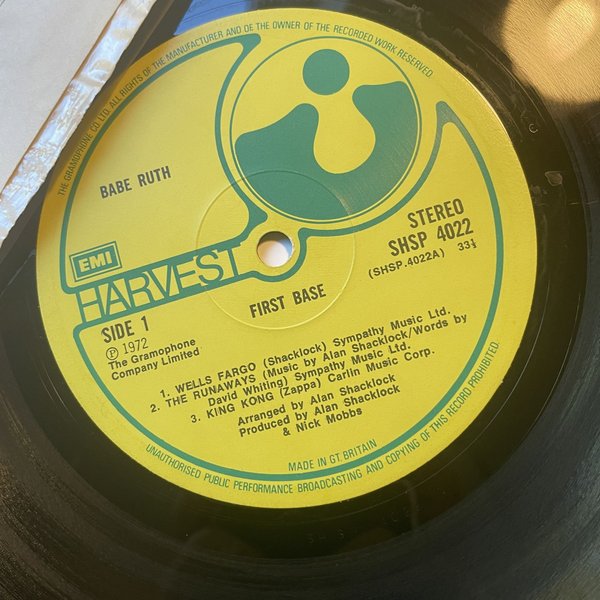 THE GRAMOPHONE CO LTD. ALL RIGHTS OF THE MANUFACTURER AND OF THE OWNER OF THE RECORDED WORK RESERVED.
BABE RUTH
EMI
HARVEST
STEREO
SHSP 4022
(SHSP.4022A) 33⅓
SIDE 1
FIRST BASE
Ⓟ 1972
The Gramophone
Company Limited
1. WELLS FARGO (Shacklock) Sympathy Music Ltd.
2. THE RUNAWAYS (Music by Alan Shacklock/Words by
David Whiting) Sympathy Music Ltd.
3. KING KONG (Zappa) Carlin Music Corp.
Arranged by Alan Shacklock
Produced by Alan Shacklock
& Nick Mobbs
MADE IN GT. BRITAIN
UNAUTHORISED PUBLIC PERFORMANCE BROADCASTING AND COPYING OF THIS RECORD PROHIBITED.